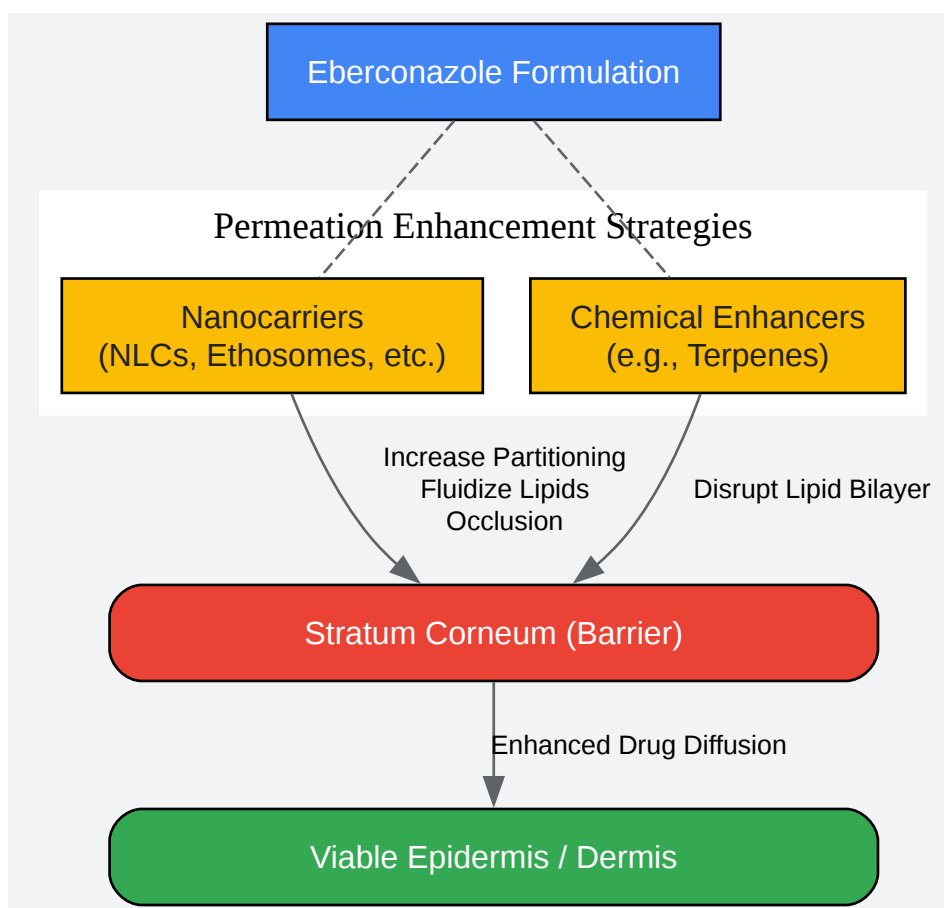 Eberconazole Formulation
Permeation Enhancement Strategies
Nanocarriers
(NLCs, Ethosomes, etc.)
Chemical Enhancers
(e.g., Terpenes)
Increase Partitioning
Fluidize Lipids
Occlusion
Disrupt Lipid Bilayer
Stratum Corneum (Barrier)
Enhanced Drug Diffusion
Viable Epidermis / Dermis